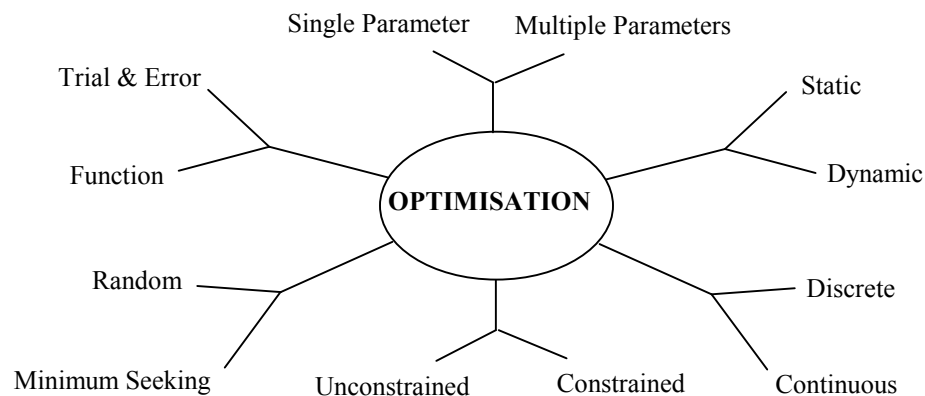 Single Parameter
Multiple Parameters
Trial & Error
Static
Function
Dynamic
OPTIMISATION
Random
Discrete
Minimum Seeking
Unconstrained
Constrained
Continuous